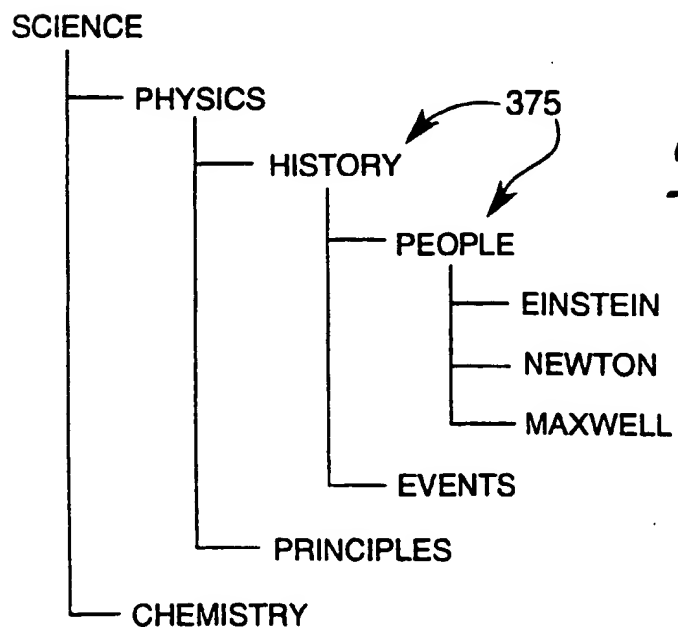 SCIENCE
PHYSICS
375
HISTORY
PEOPLE
EINSTEIN
NEWTON
MAXWELL
EVENTS
PRINCIPLES
CHEMISTRY